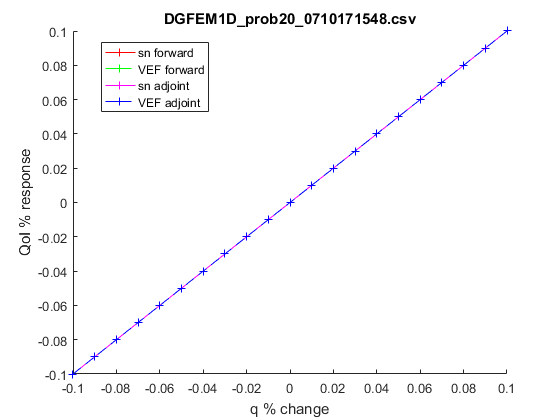 DGFEM1D_prob20_0710171548.csv
sn forward
VEF forward
sn adjoint
VEF adjoint
0.1
0.08
0.06
0.04
0.02
0
-0.02
-0.04
-0.06
-0.08
-0.1
QoI % response
-0.1 -0.08 -0.06 -0.04 -0.02 0 0.02 0.04 0.06 0.08 0.1
q % change